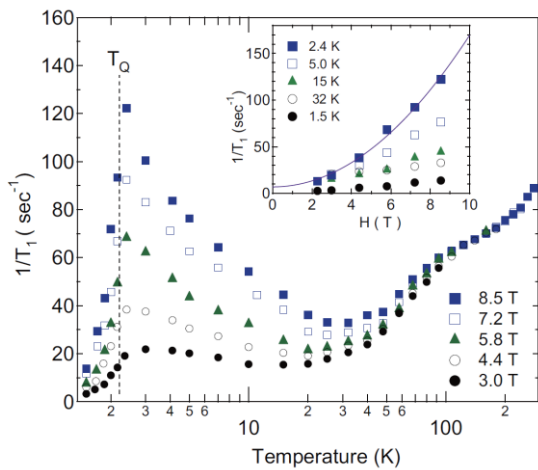 160
140
120
100
80
60
40
20
0
1/T1 ( sec-1)
TQ
2
3
4
5
6
10
2
3
4
5
6
100
2
Temperature (K)
8.5 T
7.2 T
5.8 T
4.4 T
3.0 T
150
100
50
0
1/T1 (sec-1)
2.4 K
5.0 K
15 K
32 K
1.5 K
0
2
4
6
8
10
H ( T )